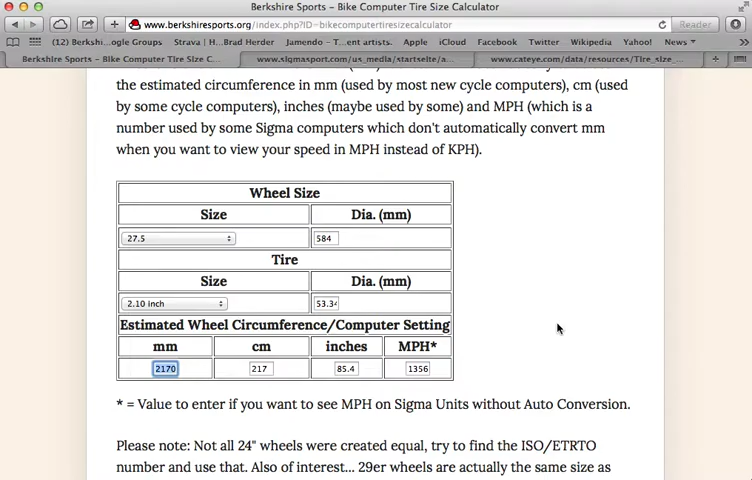 Berkshire Sports - Bike Computer Tire Size Calculator
www.berkshiresports.org/index.php?ID=bikecomputertiresizecalculator
Reader
(12) Berkshi...ogle Groups Strava | H...Brad Herder Jamendo - T...ent artists. Apple iCloud Facebook Twitter Wikipedia Yahoo! News
Berkshire Sports - Bike Computer Tire Size C... www.sigmasport.com/us_media/startseite/a... www.cateye.com/data/resources/Tire_size_...
the estimated circumference in mm (used by most new cycle computers), cm (used
by some cycle computers), inches (maybe used by some) and MPH (which is a
number used by some Sigma computers which don't automatically convert mm
when you want to view your speed in MPH instead of KPH).
Wheel Size
Size Dia. (mm)
27.5 584
Tire
Size Dia. (mm)
2.10 inch 53.34
Estimated Wheel Circumference/Computer Setting
mm cm inches MPH*
2170 217 85.4 1356
* = Value to enter if you want to see MPH on Sigma Units without Auto Conversion.
Please note: Not all 24" wheels were created equal, try to find the ISO/ETRTO
number and use that. Also of interest... 29er wheels are actually the same size as